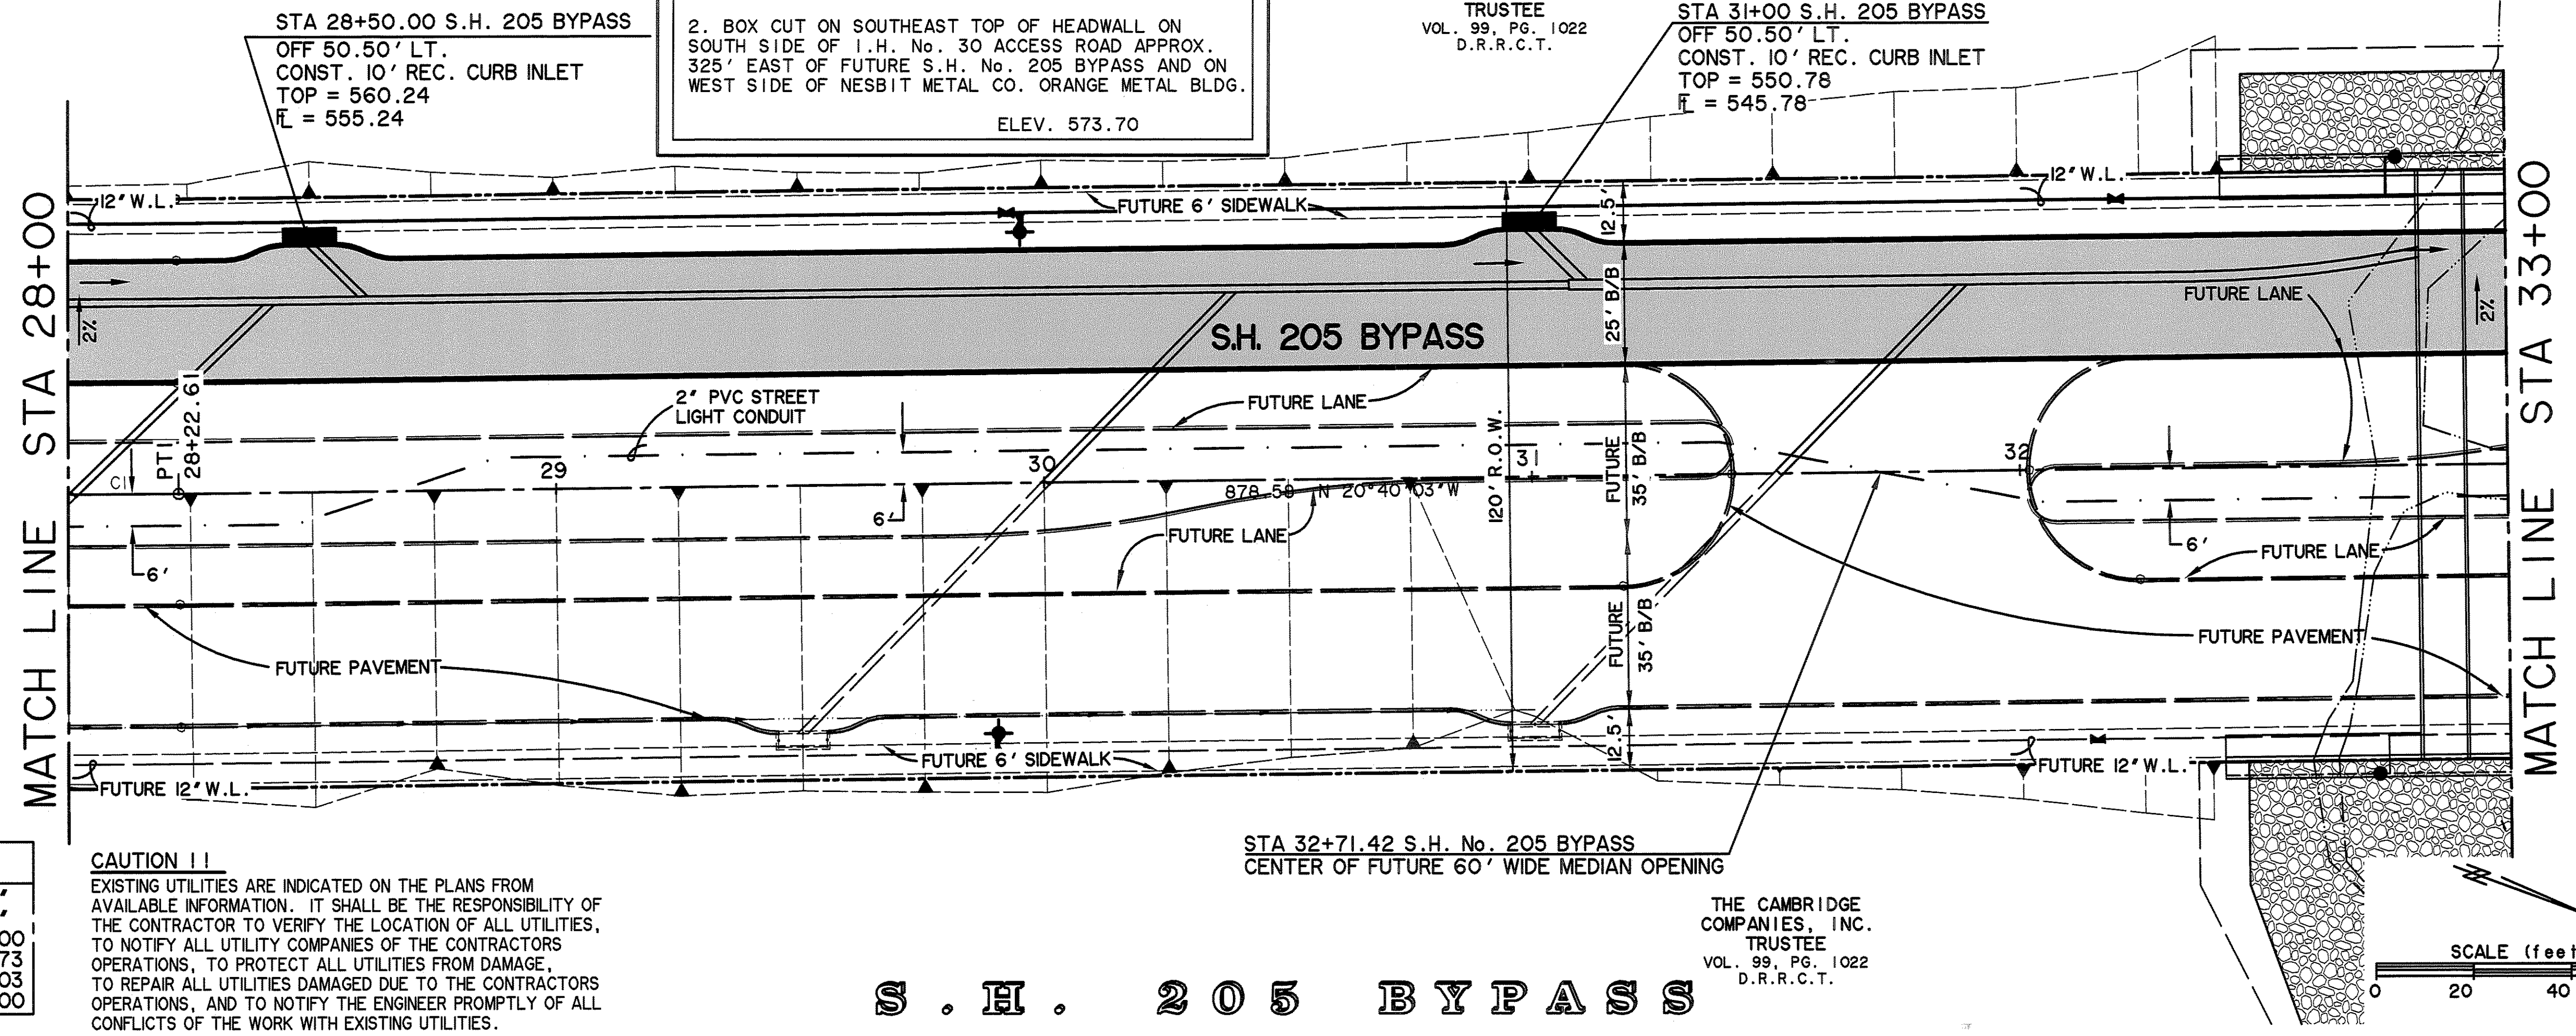 STA 28+50.00 S.H. 205 BYPASS
OFF 50.50' LT.
CONST. 10' REC. CURB INLET
TOP = 560.24
FL = 555.24
2. BOX CUT ON SOUTHEAST TOP OF HEADWALL ON
SOUTH SIDE OF I.H. No. 30 ACCESS ROAD APPROX.
325' EAST OF FUTURE S.H. No. 205 BYPASS AND ON
WEST SIDE OF NESBIT METAL CO. ORANGE METAL BLDG.
ELEV. 573.70
TRUSTEE
VOL. 99, PG. 1022
D.R.R.C.T.
STA 31+00 S.H. 205 BYPASS
OFF 50.50' LT.
CONST. 10' REC. CURB INLET
TOP = 550.78
FL = 545.78
MATCH LINE STA 28+00
12" W.L.
FUTURE 6' SIDEWALK
12.5'
12" W.L.
MATCH LINE STA 33+00
2%
S.H. 205 BYPASS
25' B/B
FUTURE LANE
2%
PT1
28+22.61
2" PVC STREET
LIGHT CONDUIT
FUTURE LANE
C1
29
30
31
32
6'
6'
878.50 N 20°40'03"W
120' R.O.W.
FUTURE
35' B/B
FUTURE LANE
6'
FUTURE LANE
FUTURE PAVEMENT
FUTURE
35' B/B
FUTURE PAVEMENT
12.5'
FUTURE 6' SIDEWALK
FUTURE 12" W.L.
FUTURE 12" W.L.
STA 32+71.42 S.H. No. 205 BYPASS
CENTER OF FUTURE 60' WIDE MEDIAN OPENING
CAUTION !!
EXISTING UTILITIES ARE INDICATED ON THE PLANS FROM
AVAILABLE INFORMATION. IT SHALL BE THE RESPONSIBILITY OF
THE CONTRACTOR TO VERIFY THE LOCATION OF ALL UTILITIES,
TO NOTIFY ALL UTILITY COMPANIES OF THE CONTRACTORS
OPERATIONS, TO PROTECT ALL UTILITIES FROM DAMAGE,
TO REPAIR ALL UTILITIES DAMAGED DUE TO THE CONTRACTORS
OPERATIONS, AND TO NOTIFY THE ENGINEER PROMPTLY OF ALL
CONFLICTS OF THE WORK WITH EXISTING UTILITIES.
00
73
03
00
THE CAMBRIDGE
COMPANIES, INC.
TRUSTEE
VOL. 99, PG. 1022
D.R.R.C.T.
S.H. 205 BYPASS
SCALE (feet
0 20 40